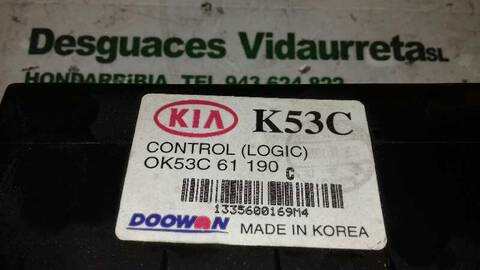 Desguaces Vidaurreta SL
HONDARRIBIA TEL 943 624 822
KIA K53C
CONTROL (LOGIC)
OK53C 61 190 C
1335600169M4
DOOWON MADE IN KOREA